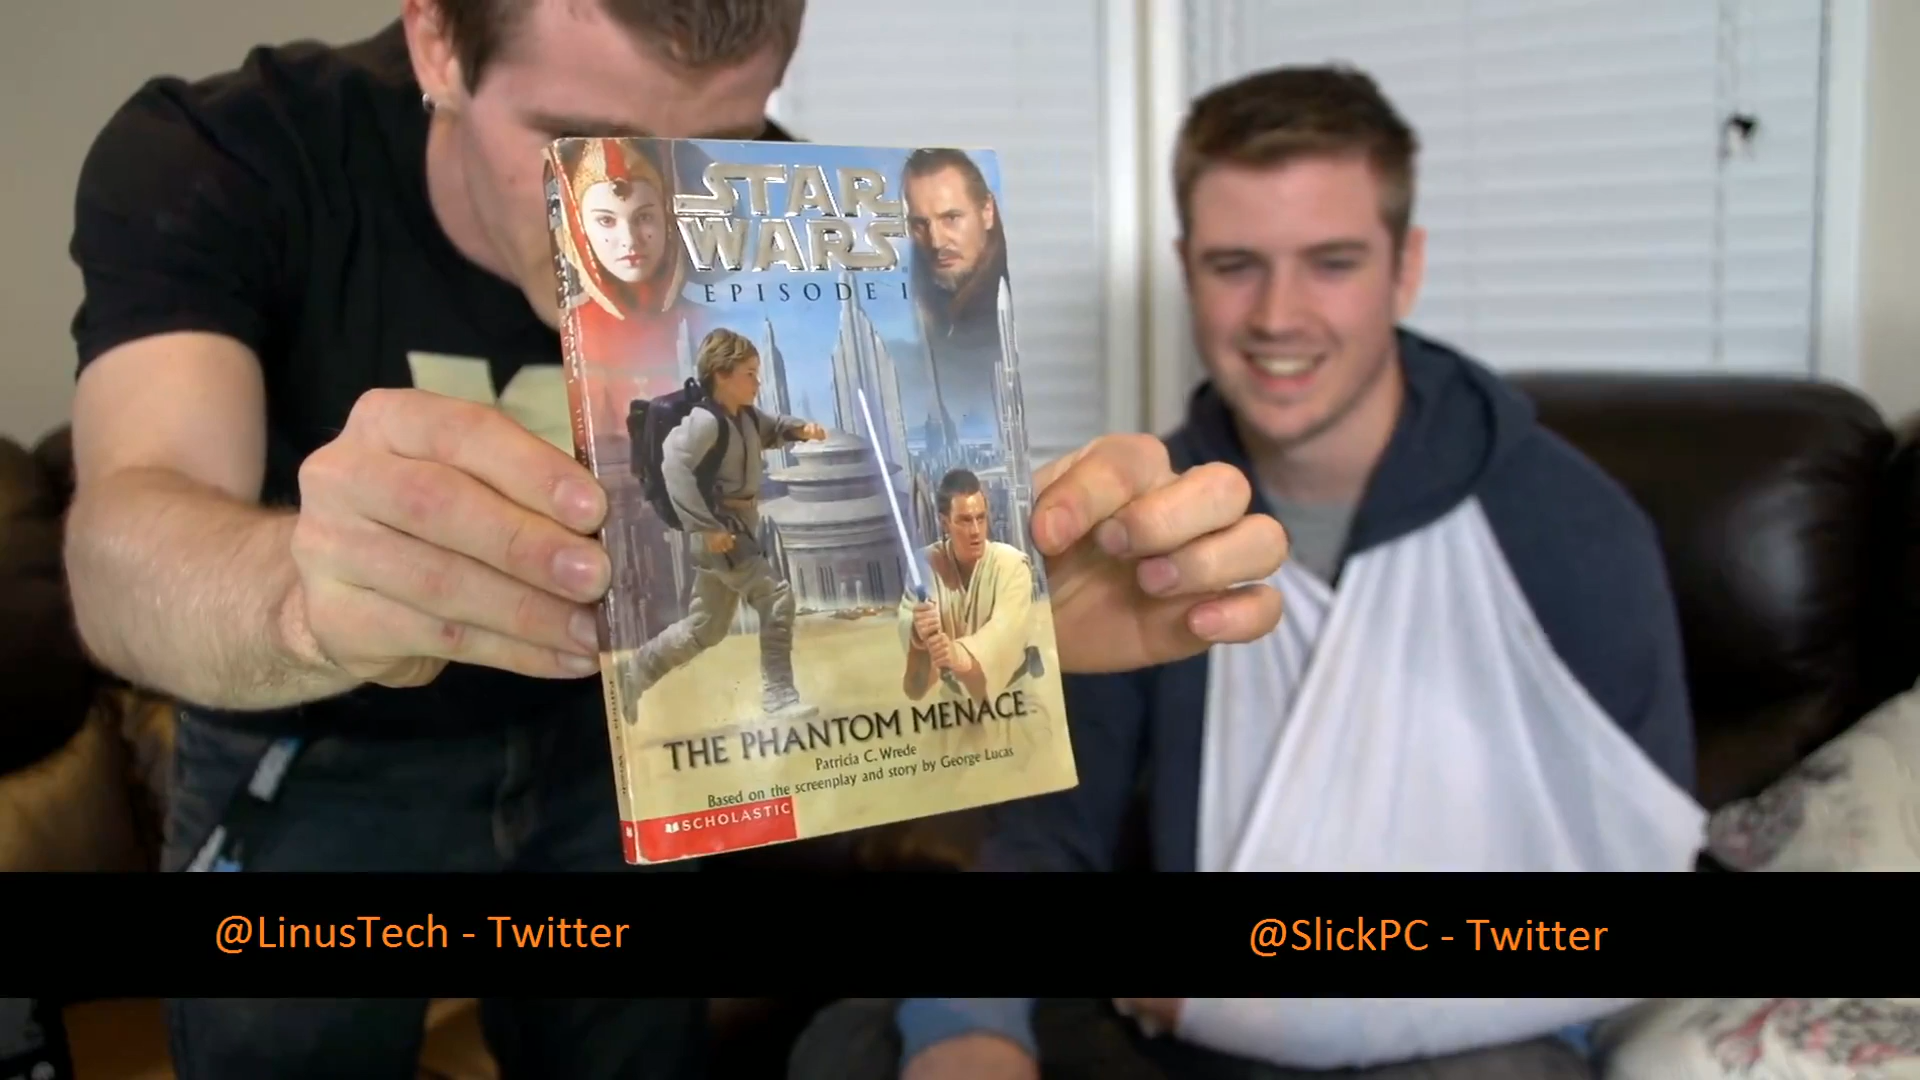 STAR
WARS
EPISODE I
THE PHANTOM MENACE
Patricia C. Wrede
Based on the screenplay and story by George Lucas
SCHOLASTIC
@LinusTech - Twitter
@SlickPC - Twitter